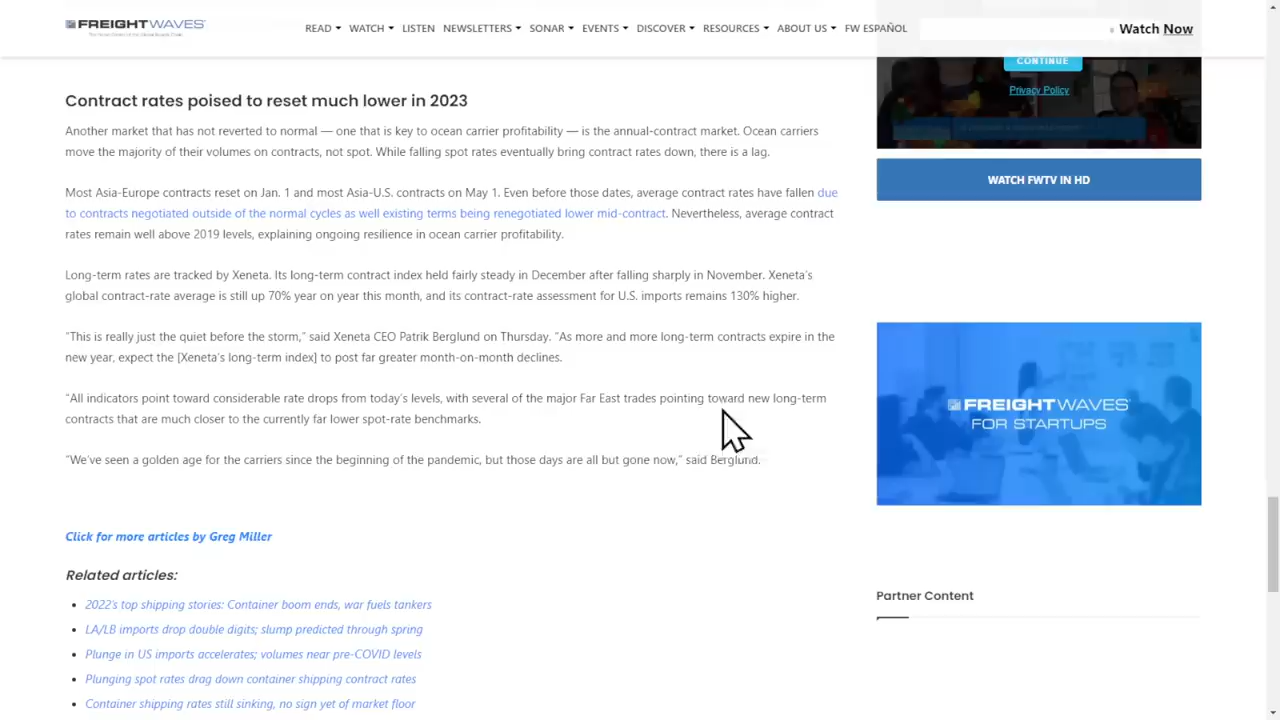 FREIGHTWAVES
READ WATCH LISTEN NEWSLETTERS SONAR EVENTS DISCOVER RESOURCES ABOUT US FW ESPAÑOL
Watch Now
CONTINUE
Privacy Policy
WATCH FWTV IN HD
Contract rates poised to reset much lower in 2023
Another market that has not reverted to normal — one that is key to ocean carrier profitability — is the annual-contract market. Ocean carriers
move the majority of their volumes on contracts, not spot. While falling spot rates eventually bring contract rates down, there is a lag.
Most Asia-Europe contracts reset on Jan. 1 and most Asia-U.S. contracts on May 1. Even before those dates, average contract rates have fallen due
to contracts negotiated outside of the normal cycles as well existing terms being renegotiated lower mid-contract. Nevertheless, average contract
rates remain well above 2019 levels, explaining ongoing resilience in ocean carrier profitability.
Long-term rates are tracked by Xeneta. Its long-term contract index held fairly steady in December after falling sharply in November. Xeneta's
global contract-rate average is still up 70% year on year this month, and its contract-rate assessment for U.S. imports remains 130% higher.
"This is really just the quiet before the storm," said Xeneta CEO Patrik Berglund on Thursday. "As more and more long-term contracts expire in the
new year, expect the [Xeneta's long-term index] to post far greater month-on-month declines.
"All indicators point toward considerable rate drops from today's levels, with several of the major Far East trades pointing toward new long-term
contracts that are much closer to the currently far lower spot-rate benchmarks.
"We've seen a golden age for the carriers since the beginning of the pandemic, but those days are all but gone now," said Berglund.
Click for more articles by Greg Miller
Related articles:
2022's top shipping stories: Container boom ends, war fuels tankers
LA/LB imports drop double digits; slump predicted through spring
Plunge in US imports accelerates; volumes near pre-COVID levels
Plunging spot rates drag down container shipping contract rates
Container shipping rates still sinking, no sign yet of market floor
FREIGHTWAVES
FOR STARTUPS
Partner Content